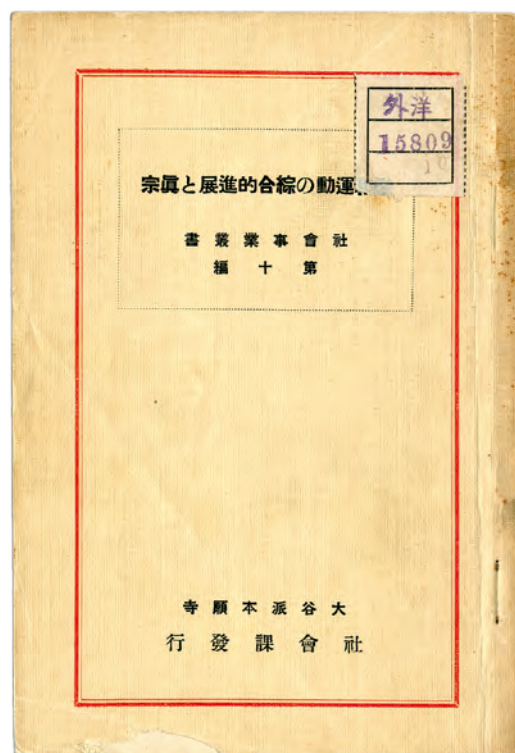 外洋
15809
運動の綜合的進展と眞宗
社會事業叢書
第十編
大谷派本願寺
社會課發行